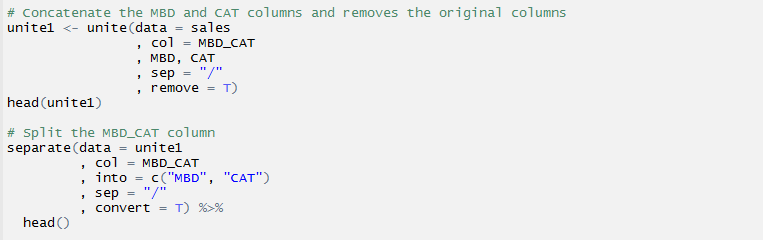 # Concatenate the MBD and CAT columns and removes the original columns
unite1 <- unite(data = sales
                , col = MBD_CAT
                , MBD, CAT
                , sep = "/"
                , remove = T)
head(unite1)

# Split the MBD_CAT column
separate(data = unite1
         , col = MBD_CAT
         , into = c("MBD", "CAT")
         , sep = "/"
         , convert = T) %>%
  head()